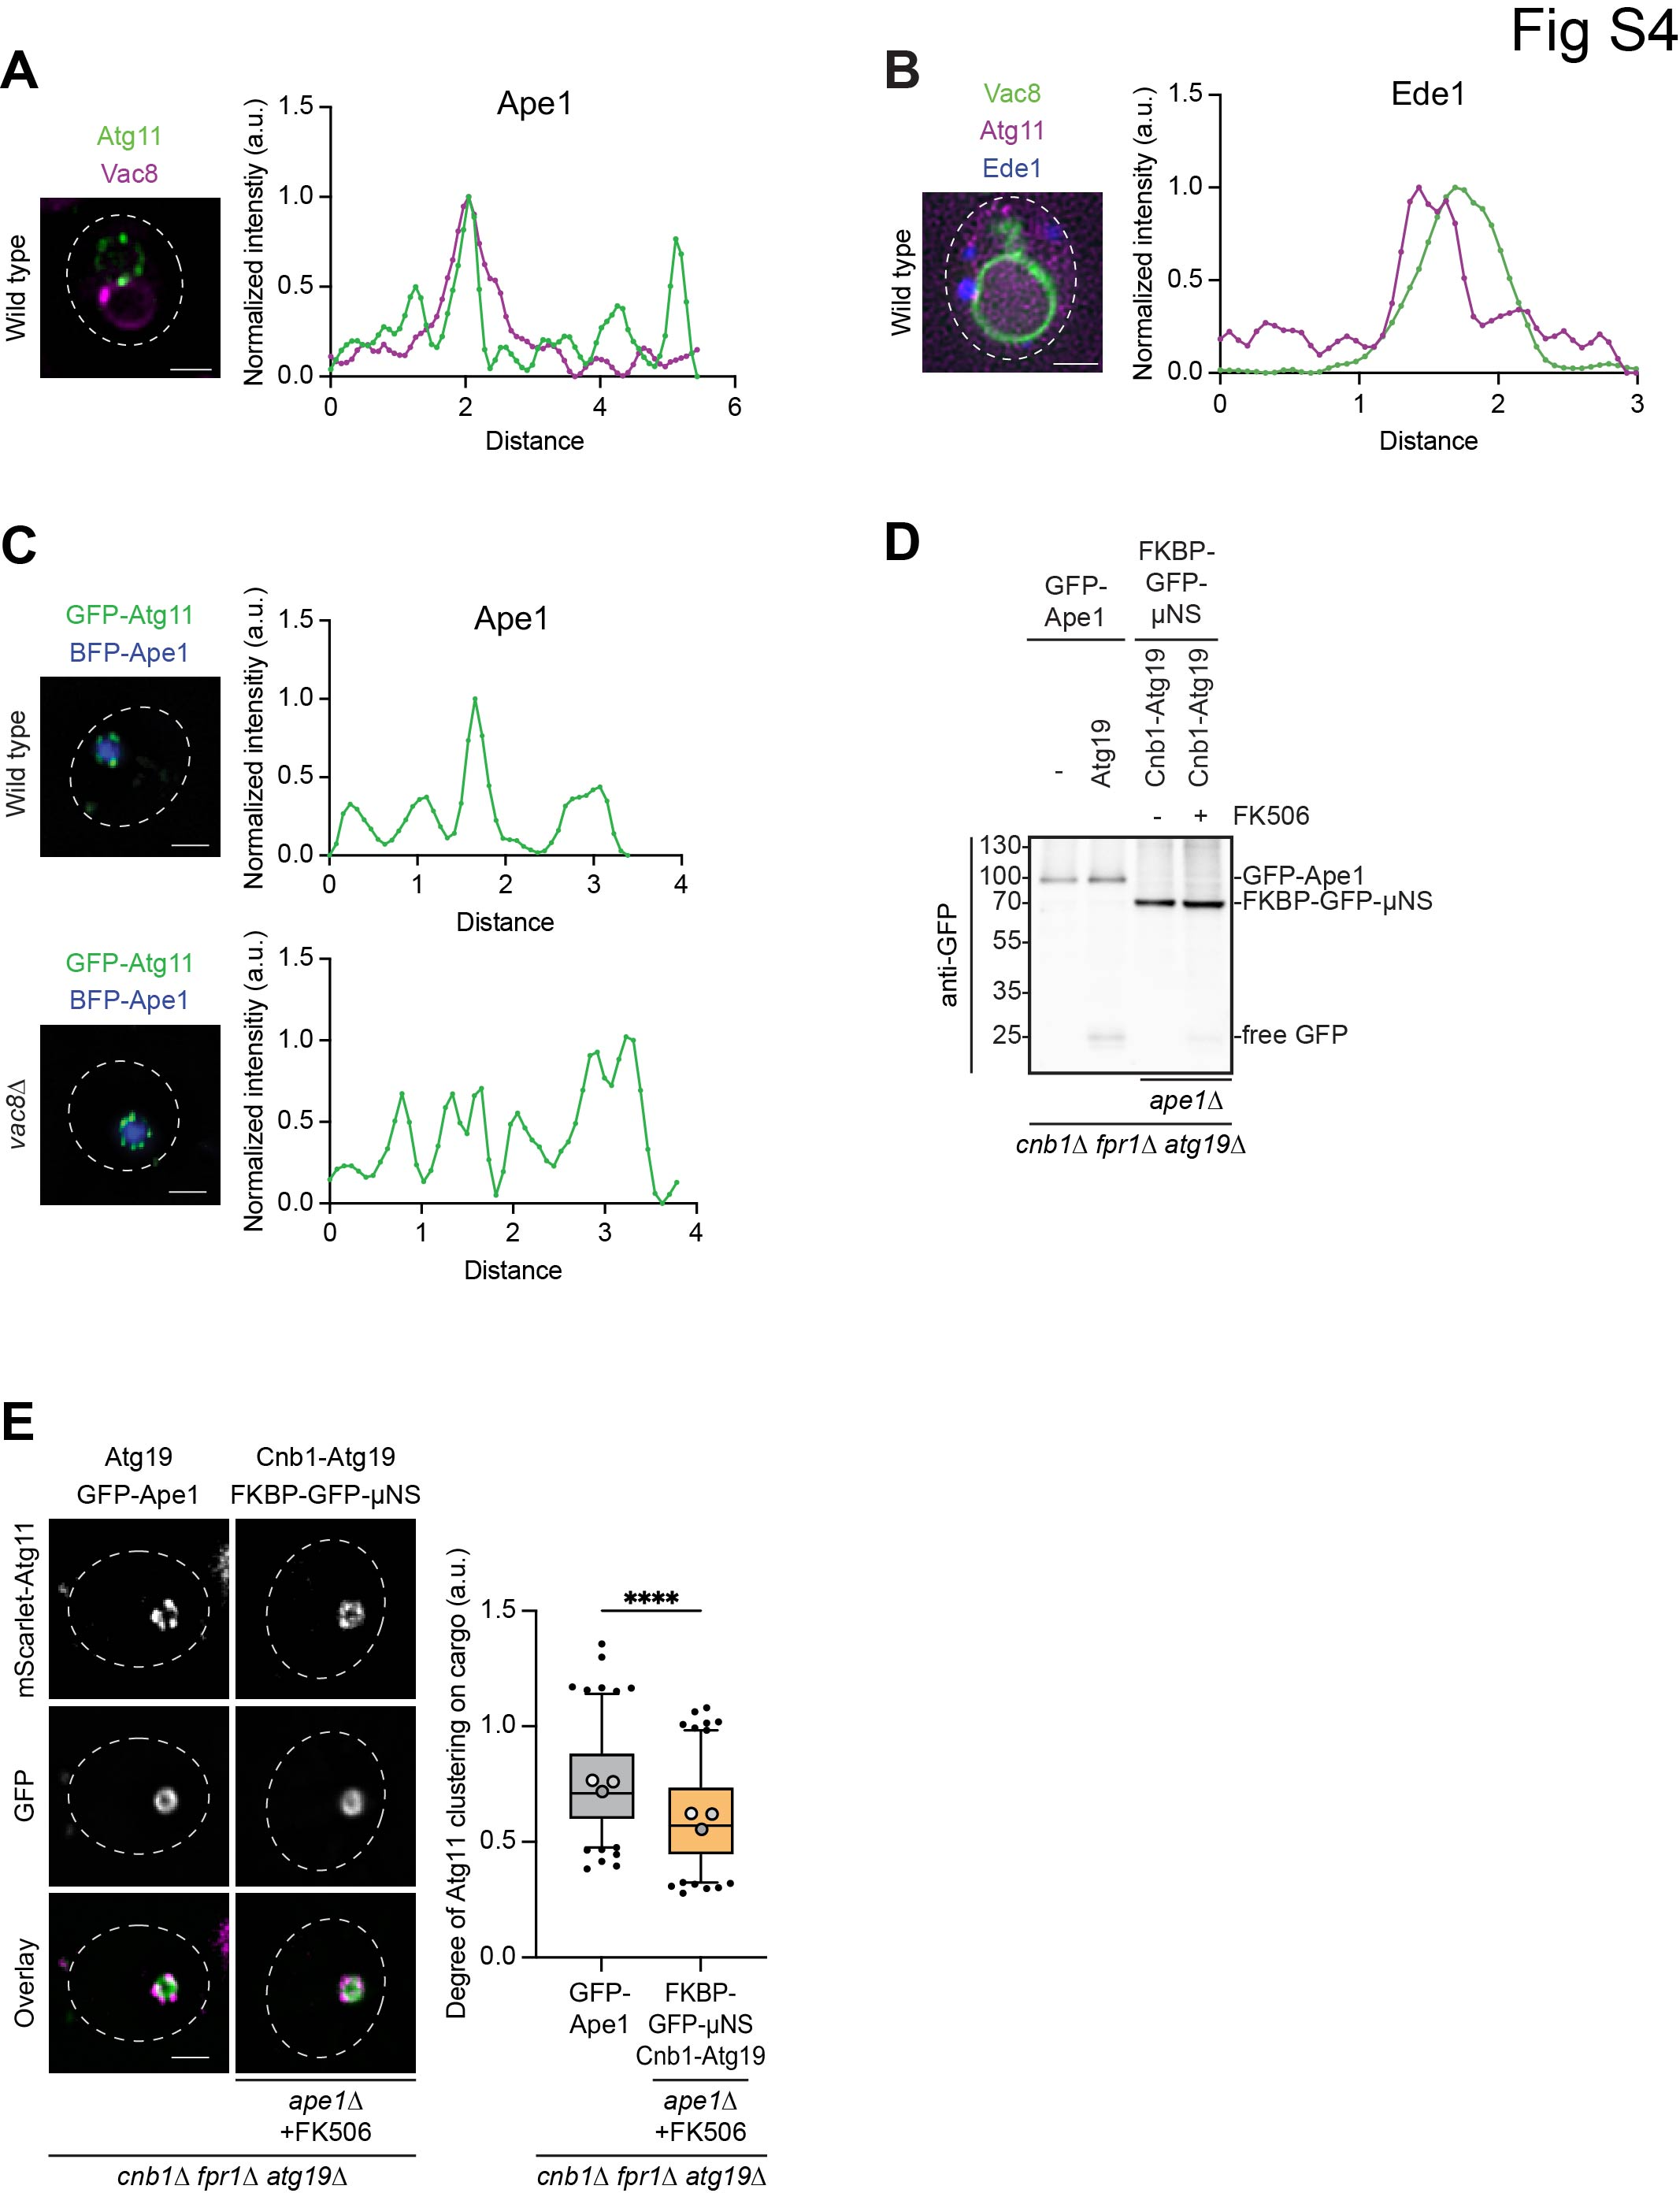 Fig S4
A
Atg11
Vac8
Wild type
Ape1
Normalized intenstiy (a.u.)
1.5
1.0
0.5
0.0
0 2 4 6
Distance
B
Vac8
Atg11
Ede1
Wild type
Ede1
Normalized intensity (a.u.)
1.5
1.0
0.5
0.0
0 1 2 3
Distance
C
GFP-Atg11
BFP-Ape1
Wild type
Ape1
Normalized intensitiy (a.u.)
1.5
1.0
0.5
0.0
0 1 2 3 4
Distance
GFP-Atg11
BFP-Ape1
vac8Δ
Normalized intensitiy (a.u.)
1.5
1.0
0.5
0.0
0 1 2 3 4
Distance
D
GFP-
Ape1
FKBP-
GFP-
µNS
-
Atg19
Cnb1-Atg19
Cnb1-Atg19
- + FK506
anti-GFP
130-
100-
70-
55-
35-
25-
-GFP-Ape1
-FKBP-GFP-µNS
-free GFP
ape1Δ
cnb1Δ fpr1Δ atg19Δ
E
Atg19
GFP-Ape1
Cnb1-Atg19
FKBP-GFP-µNS
mScarlet-Atg11
GFP
Overlay
ape1Δ
+FK506
cnb1Δ fpr1Δ atg19Δ
Degree of Atg11 clustering on cargo (a.u.)
1.5
1.0
0.5
0.0
****
GFP-
Ape1
FKBP-
GFP-µNS
Cnb1-Atg19
ape1Δ
+FK506
cnb1Δ fpr1Δ atg19Δ